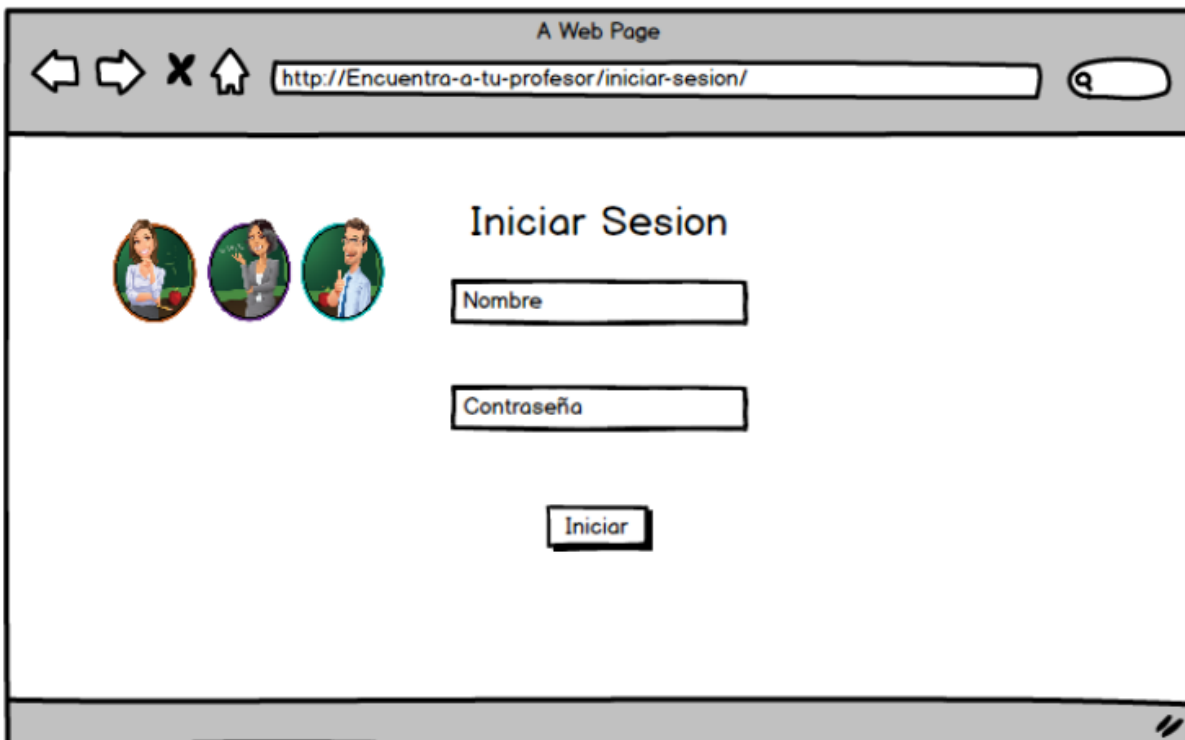 A Web Page
http://Encuentra-a-tu-profesor/iniciar-sesion/
Iniciar Sesion
Nombre
Contraseña
Iniciar